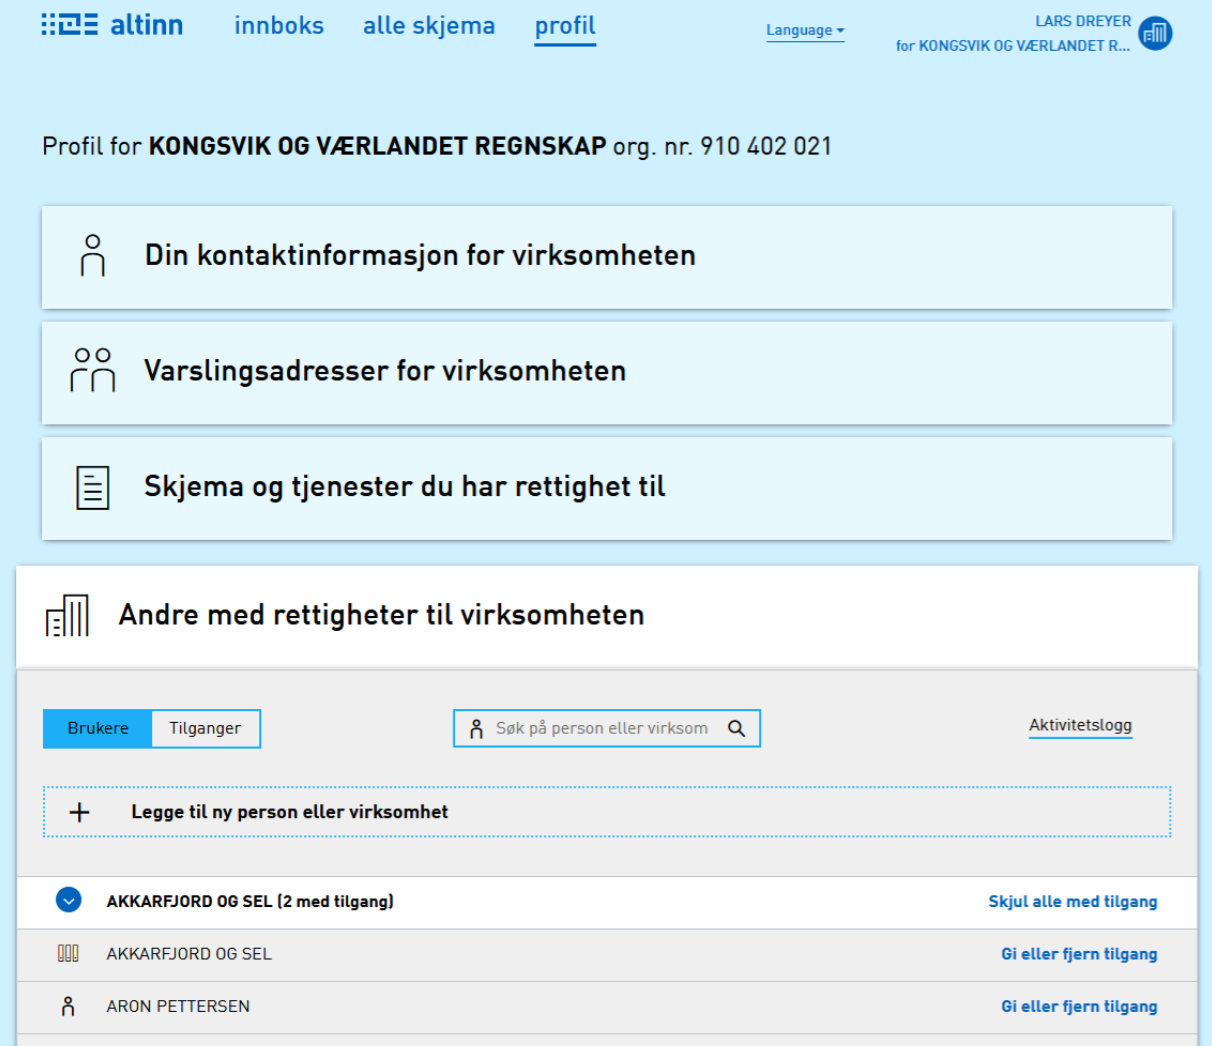 altinn innboks alle skjema profil Language LARS DREYER
for KONGSVIK OG VÆRLANDET R...
Profil for KONGSVIK OG VÆRLANDET REGNSKAP org. nr. 910 402 021
Din kontaktinformasjon for virksomheten
Varslingsadresser for virksomheten
Skjema og tjenester du har rettighet til
Andre med rettigheter til virksomheten
Brukere Tilganger Søk på person eller virksom Aktivitetslogg
Legge til ny person eller virksomhet
AKKARFJORD OG SEL (2 med tilgang) Skjul alle med tilgang
AKKARFJORD OG SEL Gi eller fjern tilgang
ARON PETTERSEN Gi eller fjern tilgang